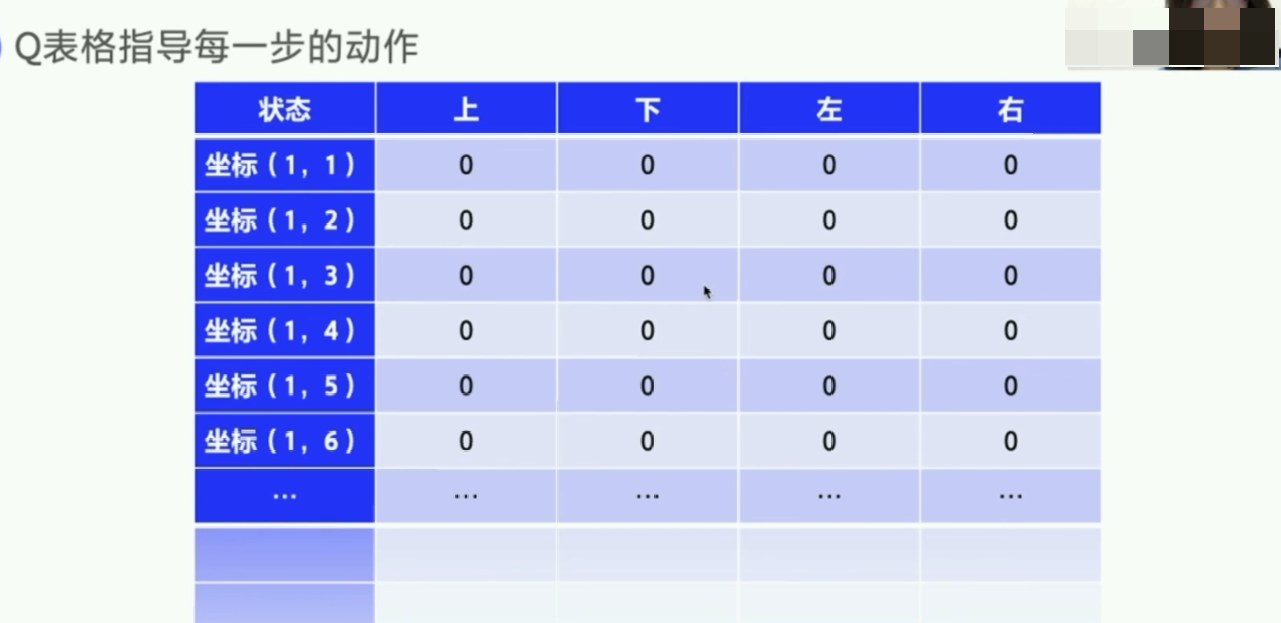 Q表格指导每一步的动作
状态 上 下 左 右
坐标（1，1） 0 0 0 0
坐标（1，2） 0 0 0 0
坐标（1，3） 0 0 0 0
坐标（1，4） 0 0 0 0
坐标（1，5） 0 0 0 0
坐标（1，6） 0 0 0 0
… … … … …